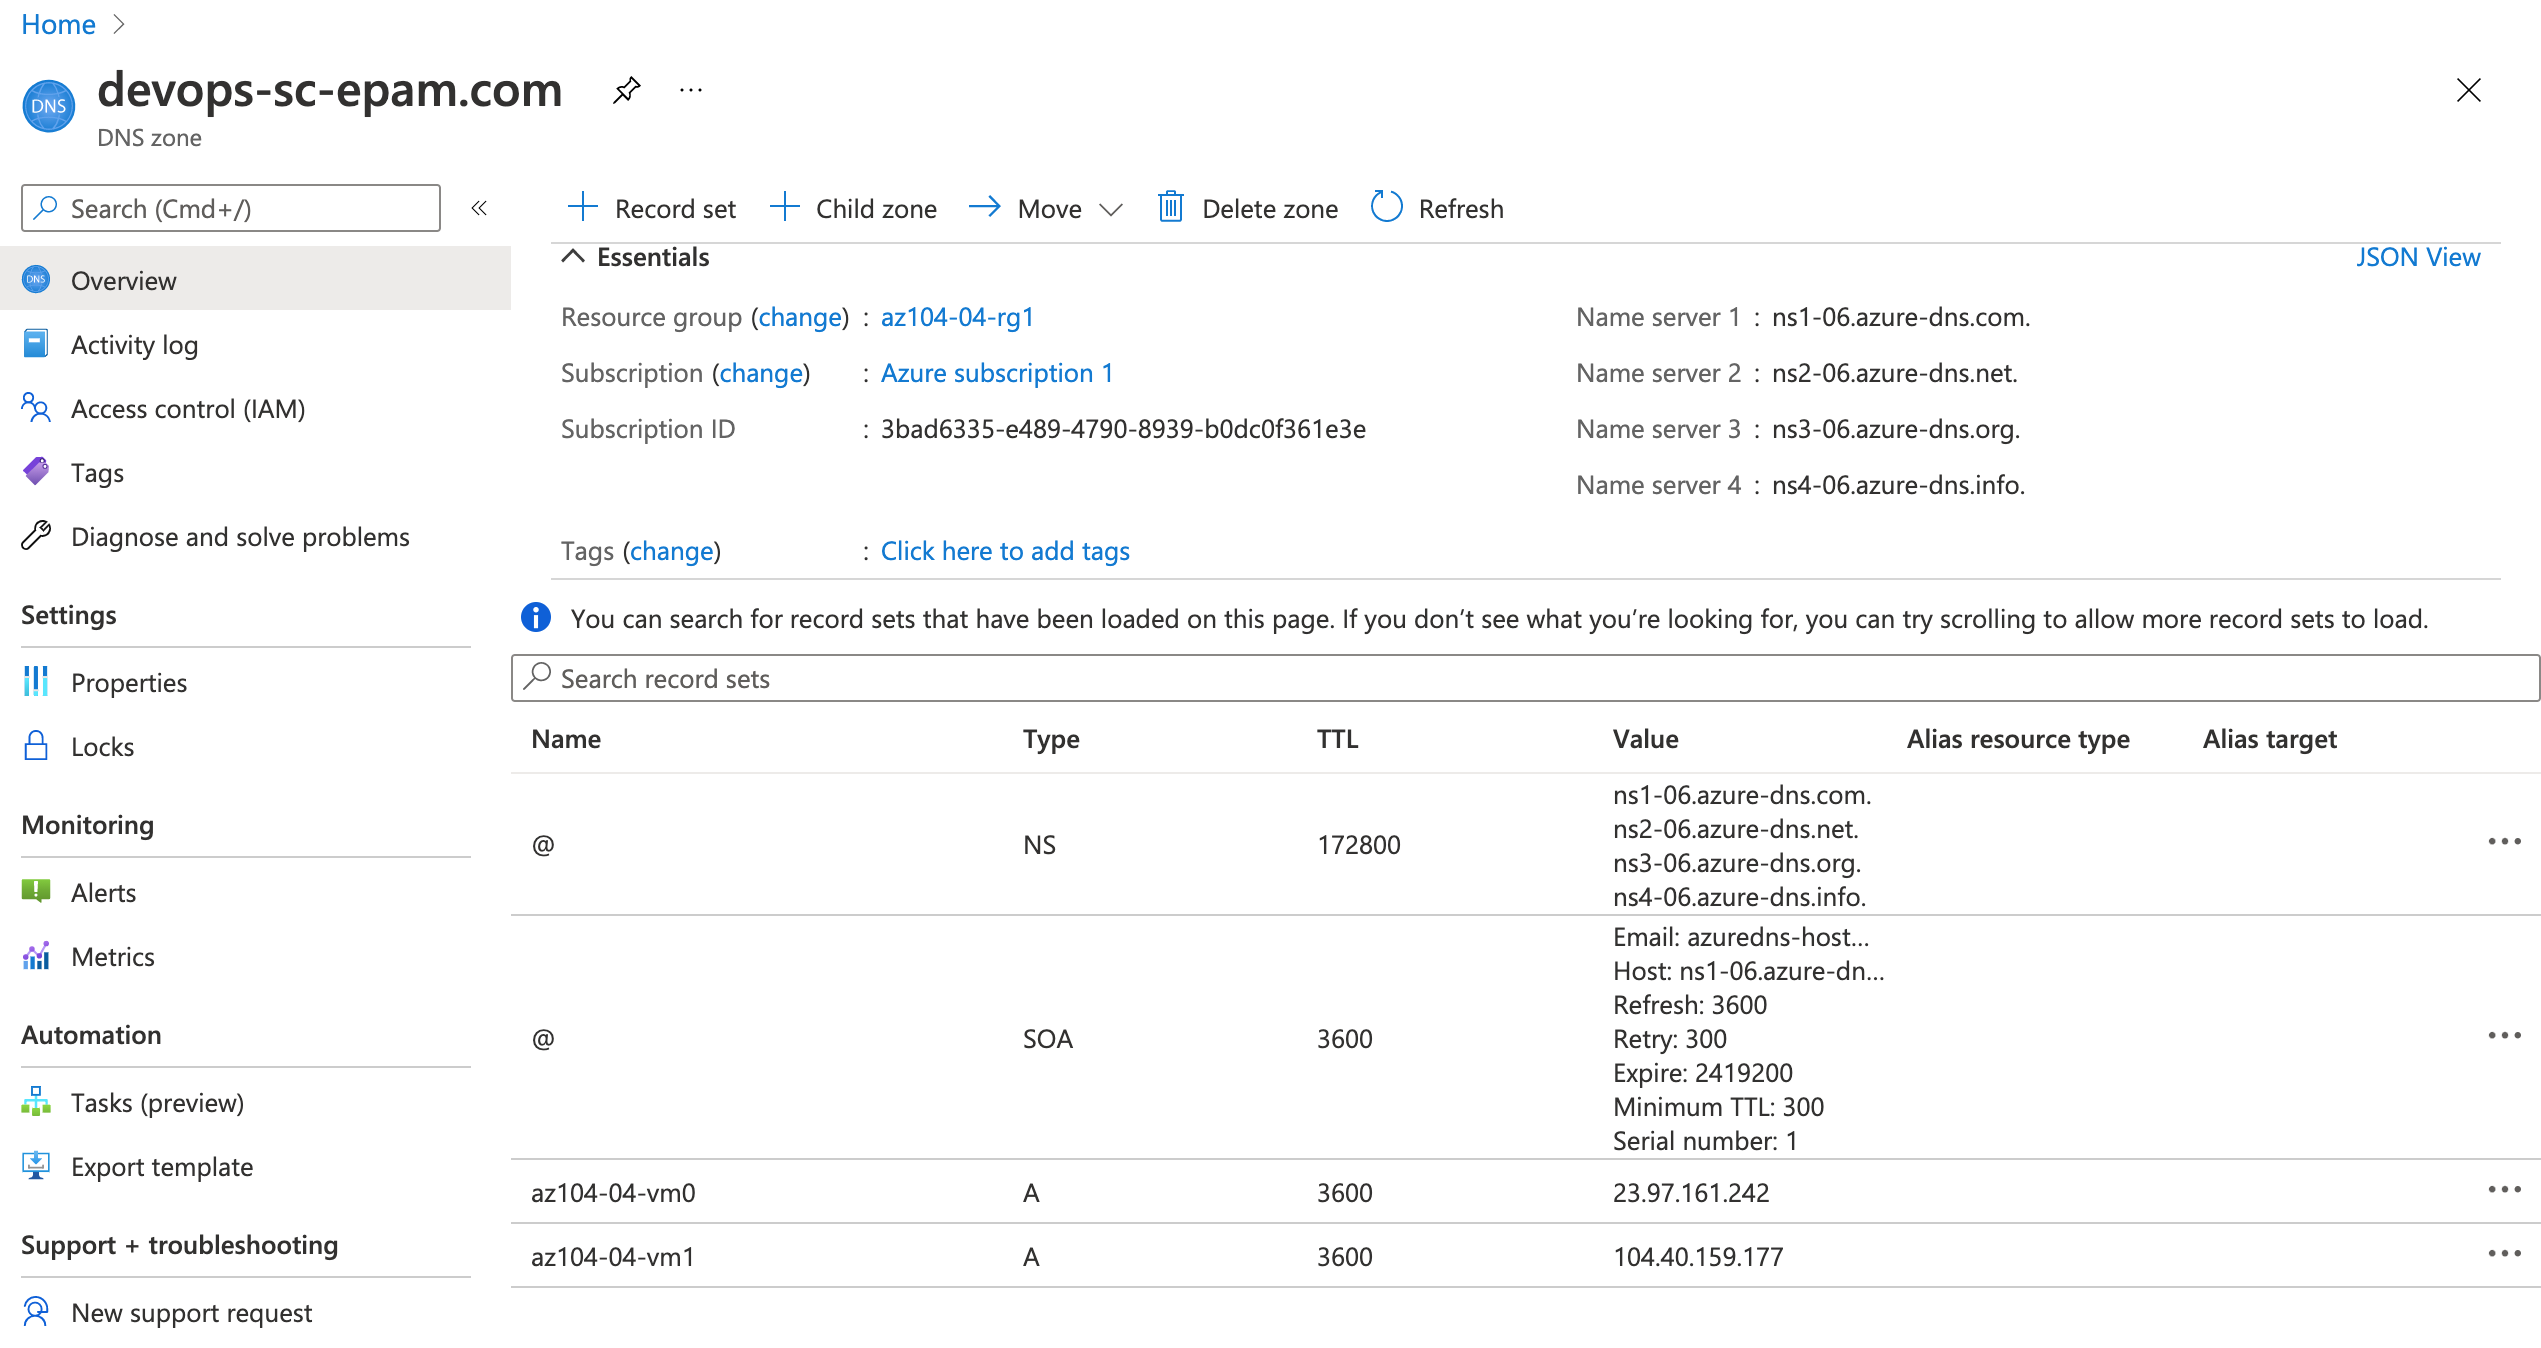 Home
devops-sc-epam.com
DNS
DNS zone
Search (Cmd+/)
«
Record set
Child zone
Move
Delete zone
Refresh
DNS
Overview
Activity log
Access control (IAM)
Tags
Diagnose and solve problems
Settings
Properties
Locks
Monitoring
Alerts
Metrics
Automation
Tasks (preview)
Export template
Support + troubleshooting
New support request
Essentials
JSON View
Resource group (change) : az104-04-rg1
Subscription (change) : Azure subscription 1
Subscription ID : 3bad6335-e489-4790-8939-b0dc0f361e3e
Name server 1 : ns1-06.azure-dns.com.
Name server 2 : ns2-06.azure-dns.net.
Name server 3 : ns3-06.azure-dns.org.
Name server 4 : ns4-06.azure-dns.info.
Tags (change) : Click here to add tags
You can search for record sets that have been loaded on this page. If you don’t see what you’re looking for, you can try scrolling to allow more record sets to load.
Search record sets
Name Type TTL Value Alias resource type Alias target
@ NS 172800
ns1-06.azure-dns.com.
ns2-06.azure-dns.net.
ns3-06.azure-dns.org.
ns4-06.azure-dns.info.
@ SOA 3600
Email: azuredns-host...
Host: ns1-06.azure-dn...
Refresh: 3600
Retry: 300
Expire: 2419200
Minimum TTL: 300
Serial number: 1
az104-04-vm0 A 3600 23.97.161.242
az104-04-vm1 A 3600 104.40.159.177